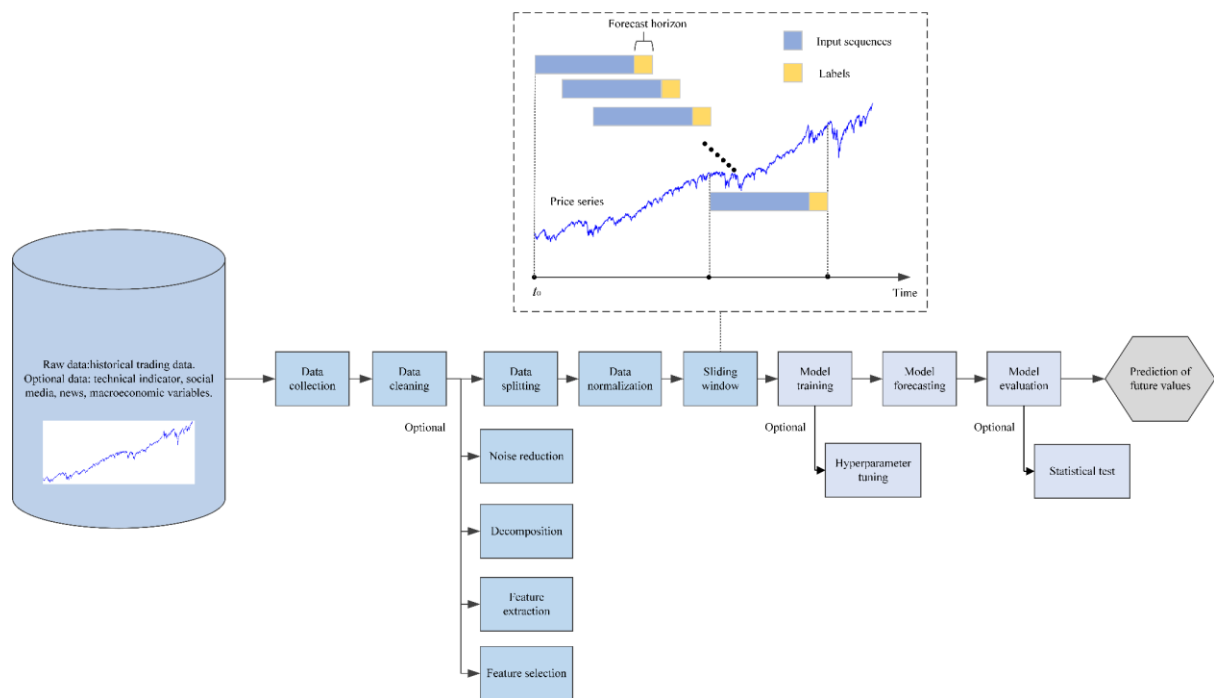 Forecast horizon
Input sequences
Labels
Price series
t₀
Time
Raw data:historical trading data.
Optional data: technical indicator, social
media, news, macroeconomic variables.
Data
collection
Data
cleaning
Data
splitting
Data
normalization
Sliding
window
Model
training
Model
forecasting
Model
evaluation
Prediction of
future values
Optional
Optional
Optional
Noise reduction
Hyperparameter
tuning
Statistical test
Decomposition
Feature
extraction
Feature selection